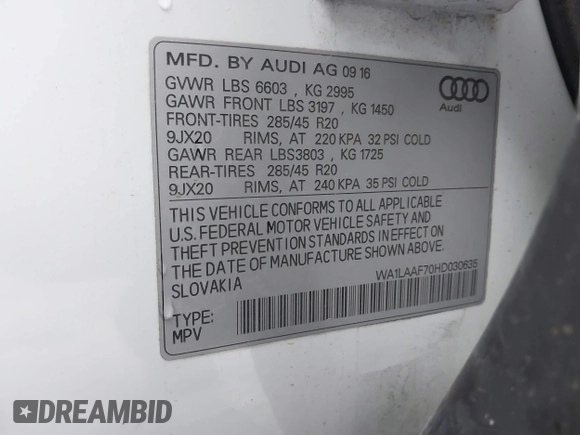 MFD. BY AUDI AG 09 16
GVWR LBS 6603 , KG 2995
GAWR FRONT LBS 3197 , KG 1450
FRONT-TIRES 285/45 R20
9JX20 RIMS, AT 220 KPA 32 PSI COLD
GAWR REAR LBS3803 , KG 1725
REAR-TIRES 285/45 R20
9JX20 RIMS, AT 240 KPA 35 PSI COLD
Audi
THIS VEHICLE CONFORMS TO ALL APPLICABLE
U.S. FEDERAL MOTOR VEHICLE SAFETY AND
THEFT PREVENTION STANDARDS IN EFFECT ON
THE DATE OF MANUFACTURE SHOWN ABOVE.
SLOVAKIA
WA1LAAF70HD030635
TYPE:
MPV
DREAMBID